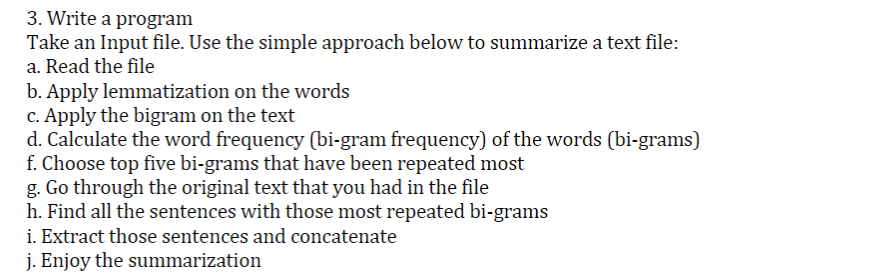 3. Write a program
Take an Input file. Use the simple approach below to summarize a text file:
a. Read the file
b. Apply lemmatization on the words
c. Apply the bigram on the text
d. Calculate the word frequency (bi-gram frequency) of the words (bi-grams)
f. Choose top five bi-grams that have been repeated most
g. Go through the original text that you had in the file
h. Find all the sentences with those most repeated bi-grams
i. Extract those sentences and concatenate
j. Enjoy the summarization